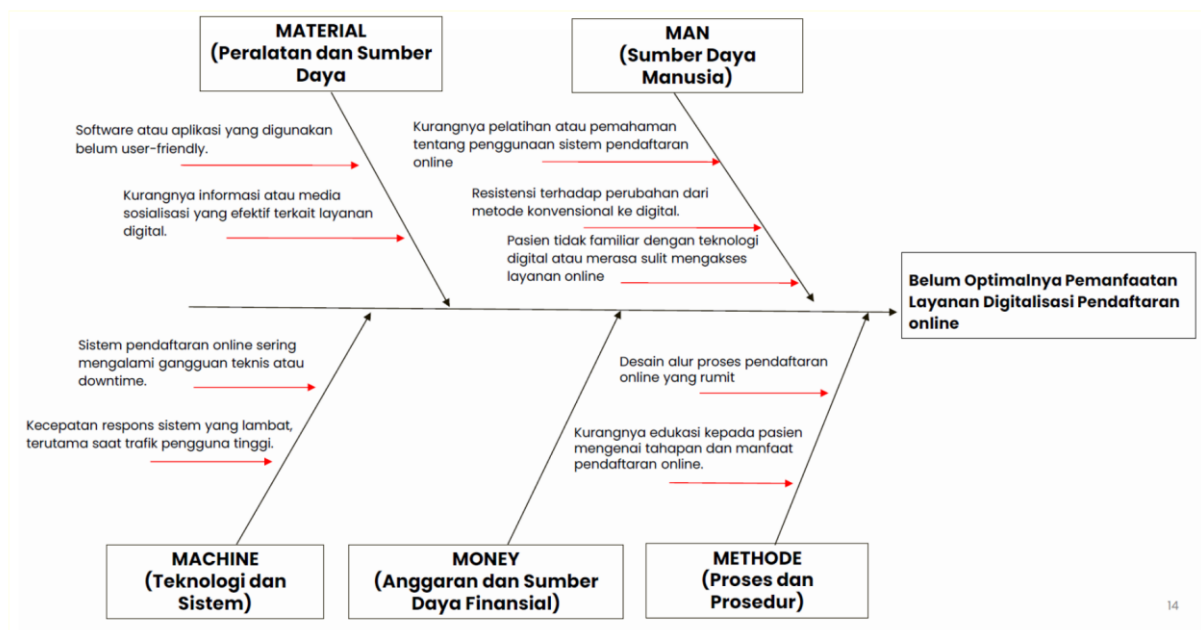 MATERIAL
(Peralatan dan Sumber
Daya
MAN
(Sumber Daya
Manusia)
Software atau aplikasi yang digunakan
belum user-friendly.
Kurangnya informasi atau media
sosialisasi yang efektif terkait layanan
digital.
Kurangnya pelatihan atau pemahaman
tentang penggunaan sistem pendaftaran
online
Resistensi terhadap perubahan dari
metode konvensional ke digital.
Pasien tidak familiar dengan teknologi
digital atau merasa sulit mengakses
layanan online
Belum Optimalnya Pemanfaatan
Layanan Digitalisasi Pendaftaran
online
Sistem pendaftaran online sering
mengalami gangguan teknis atau
downtime.
Kecepatan respons sistem yang lambat,
terutama saat trafik pengguna tinggi.
Desain alur proses pendaftaran
online yang rumit
Kurangnya edukasi kepada pasien
mengenai tahapan dan manfaat
pendaftaran online.
MACHINE
(Teknologi dan
Sistem)
MONEY
(Anggaran dan Sumber
Daya Finansial)
METHODE
(Proses dan
Prosedur)
14